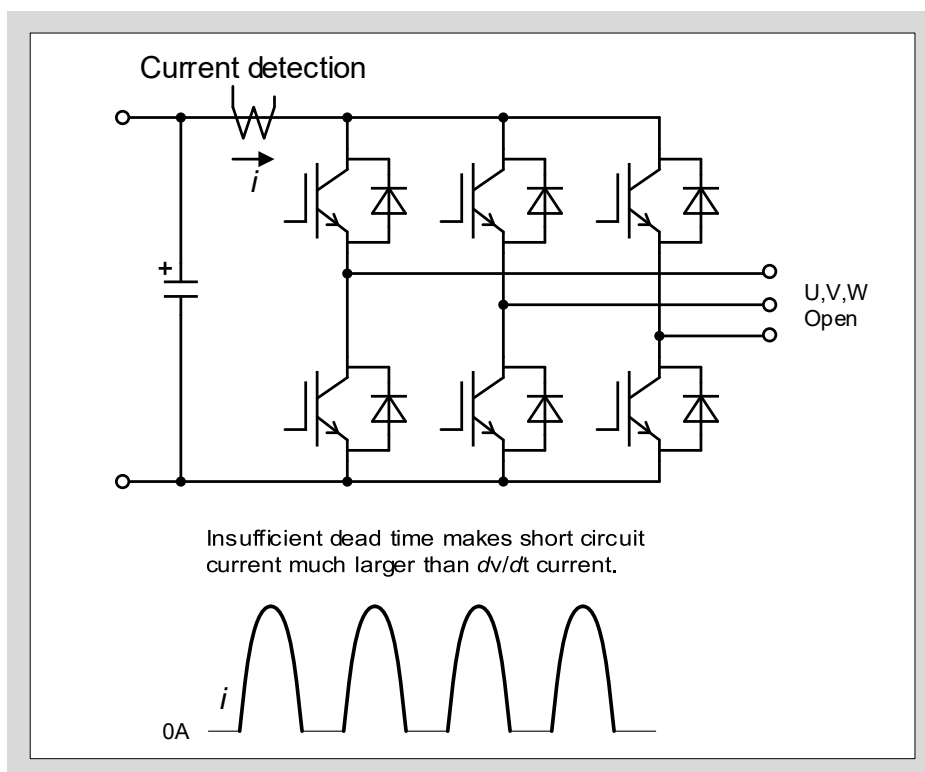 Current detection
i
+
U,V,W
Open
Insufficient dead time makes short circuit
current much larger than dv/dt current.
i
0A